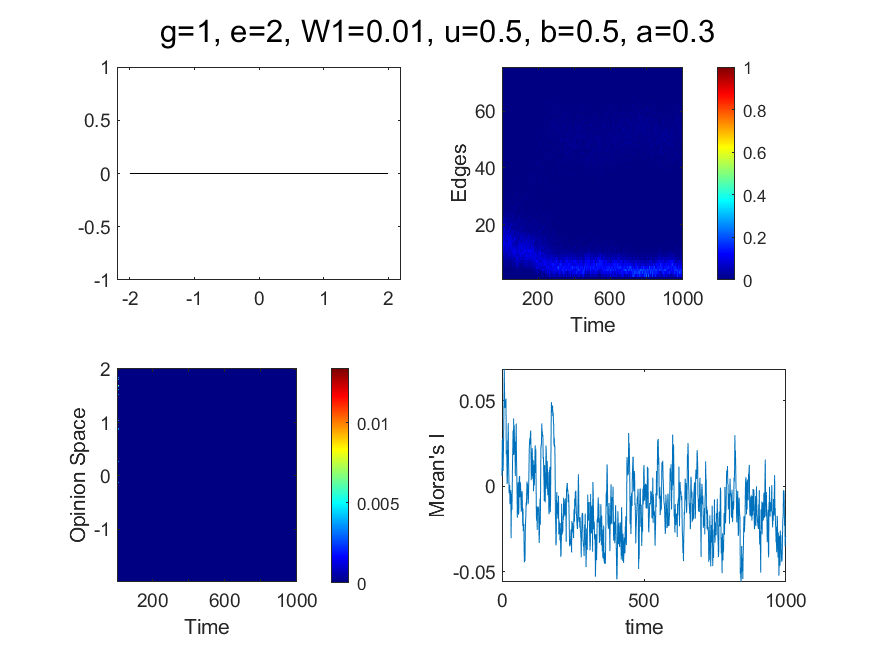 g=1, e=2, W1=0.01, u=0.5, b=0.5, a=0.3
1
0.5
0
-0.5
-1
-2 -1 0 1 2
Edges
60
40
20
200 600 1000
Time
1
0.8
0.6
0.4
0.2
0
Opinion Space
2
1
0
-1
200 600 1000
Time
0.01
0.005
0
Moran's I
0.05
0
-0.05
0 500 1000
time